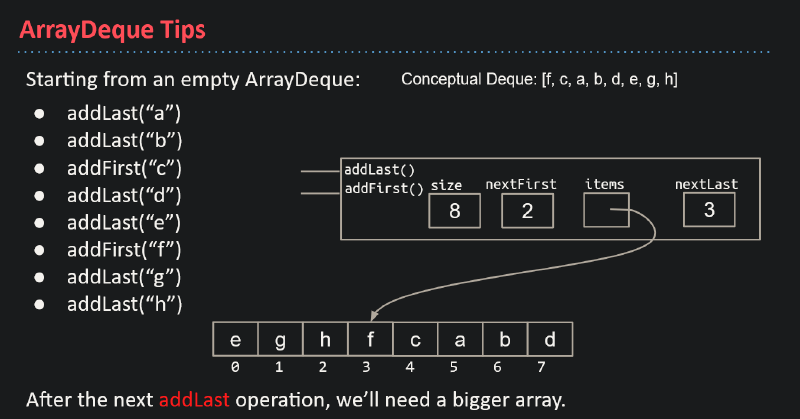 ArrayDeque Tips
Starting from an empty ArrayDeque:
Conceptual Deque: [f, c, a, b, d, e, g, h]
● addLast(“a”)
● addLast(“b”)
● addFirst(“c”)
● addLast(“d”)
● addLast(“e”)
● addFirst(“f”)
● addLast(“g”)
● addLast(“h”)
addLast()
addFirst() size nextFirst items nextLast
8 2 3
e g h f c a b d
0 1 2 3 4 5 6 7
After the next addLast operation, we’ll need a bigger array.